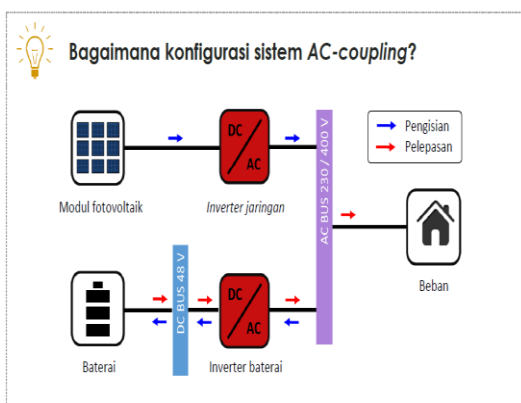 Bagaimana konfigurasi sistem AC-coupling?
DC
AC
AC BUS 230 / 400 V
Pengisian
Pelepasan
Modul fotovoltaik
Inverter jaringan
Beban
DC BUS 48 V
DC
AC
Baterai
Inverter baterai